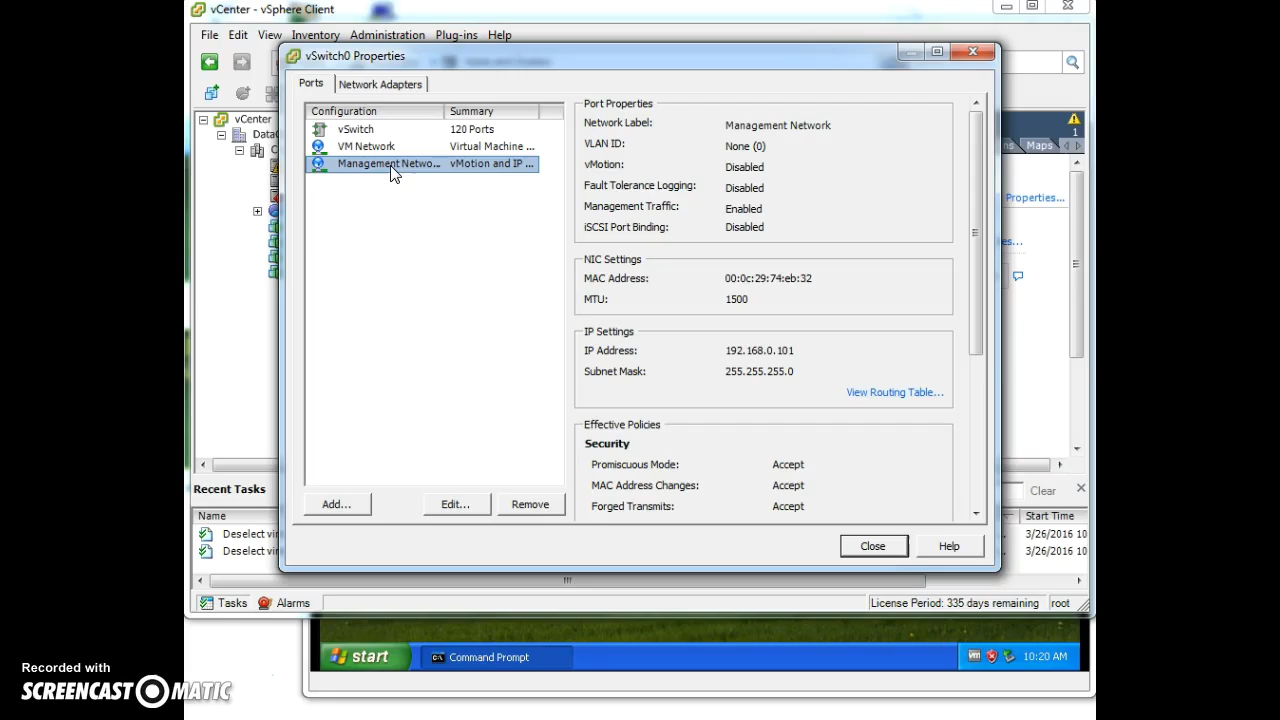 vCenter - vSphere Client
File Edit View Inventory Administration Plug-ins Help
vSwitch0 Properties
Ports Network Adapters
Configuration Summary
vSwitch 120 Ports
VM Network Virtual Machine ...
Management Netwo... vMotion and IP ...
Add... Edit... Remove
Port Properties
Network Label: Management Network
VLAN ID: None (0)
vMotion: Disabled
Fault Tolerance Logging: Disabled
Management Traffic: Enabled
iSCSI Port Binding: Disabled
NIC Settings
MAC Address: 00:0c:29:74:eb:32
MTU: 1500
IP Settings
IP Address: 192.168.0.101
Subnet Mask: 255.255.255.0
View Routing Table...
Effective Policies
Security
Promiscuous Mode: Accept
MAC Address Changes: Accept
Forged Transmits: Accept
Close Help
vCenter
Data
C
1
ns Maps
Properties...
s...
Recent Tasks
Clear
Name Start Time
Deselect vir 3/26/2016 10
Deselect vir 3/26/2016 10
Tasks Alarms License Period: 335 days remaining root
start Command Prompt 10:20 AM
Recorded with
SCREENCAST-O-MATIC